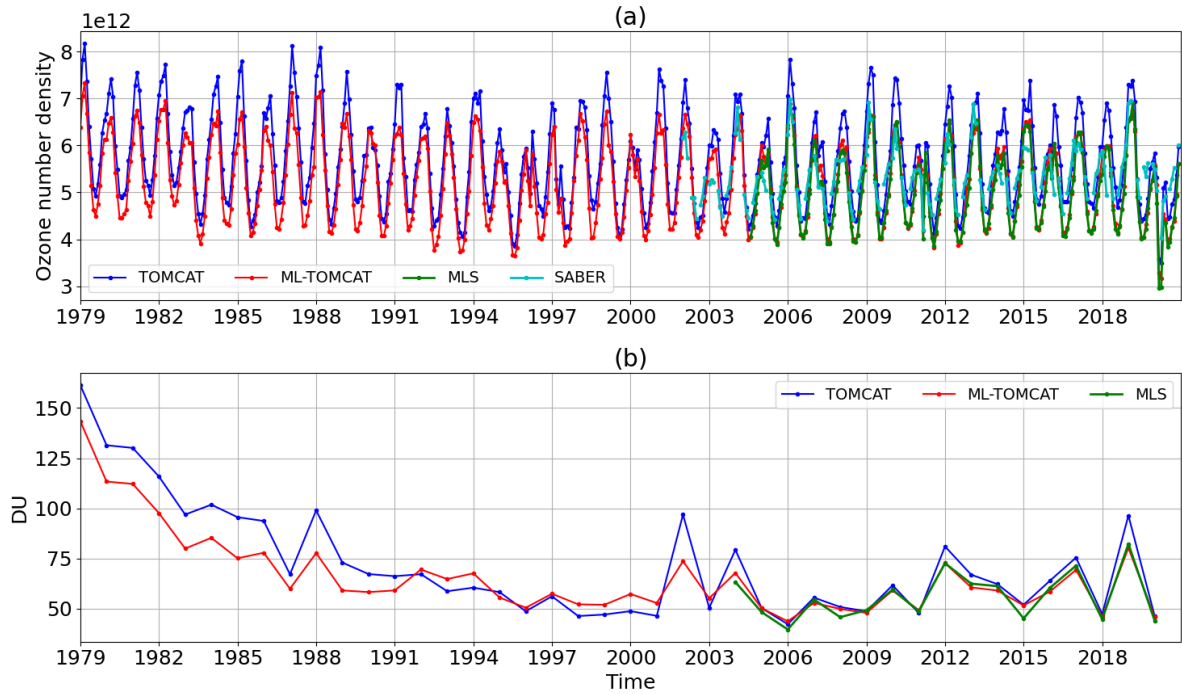 (a)
1e12
Ozone number density
8
7
6
5
4
3
TOMCAT ML-TOMCAT MLS SABER
1979 1982 1985 1988 1991 1994 1997 2000 2003 2006 2009 2012 2015 2018
(b)
DU
150
125
100
75
50
TOMCAT ML-TOMCAT MLS
1979 1982 1985 1988 1991 1994 1997 2000 2003 2006 2009 2012 2015 2018
Time